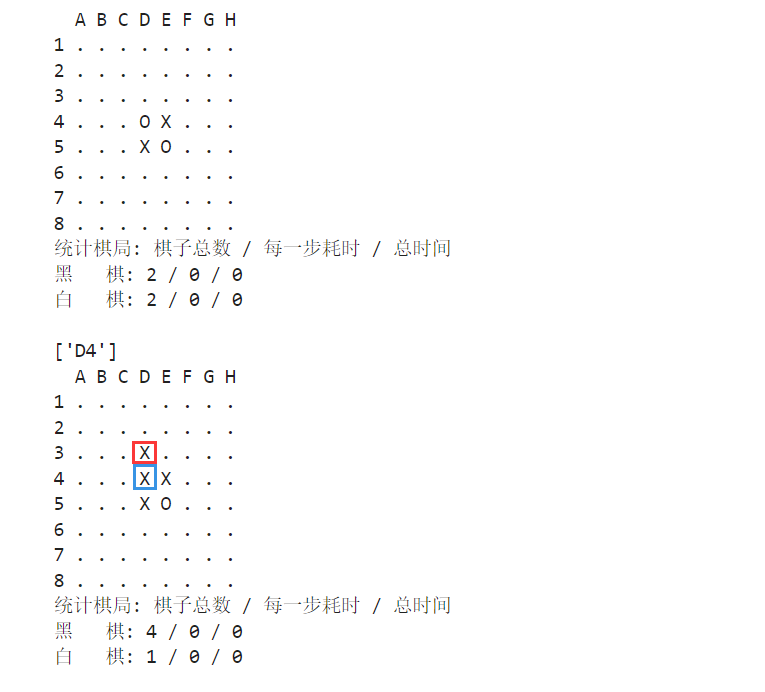 A B C D E F G H
1 . . . . . . . .
2 . . . . . . . .
3 . . . . . . . .
4 . . . O X . . .
5 . . . X O . . .
6 . . . . . . . .
7 . . . . . . . .
8 . . . . . . . .
统计棋局: 棋子总数 / 每一步耗时 / 总时间
黑   棋: 2 / 0 / 0
白   棋: 2 / 0 / 0
['D4']
A B C D E F G H
1 . . . . . . . .
2 . . . . . . . .
3 . . . X . . . .
4 . . . X X . . .
5 . . . X O . . .
6 . . . . . . . .
7 . . . . . . . .
8 . . . . . . . .
统计棋局: 棋子总数 / 每一步耗时 / 总时间
黑   棋: 4 / 0 / 0
白   棋: 1 / 0 / 0